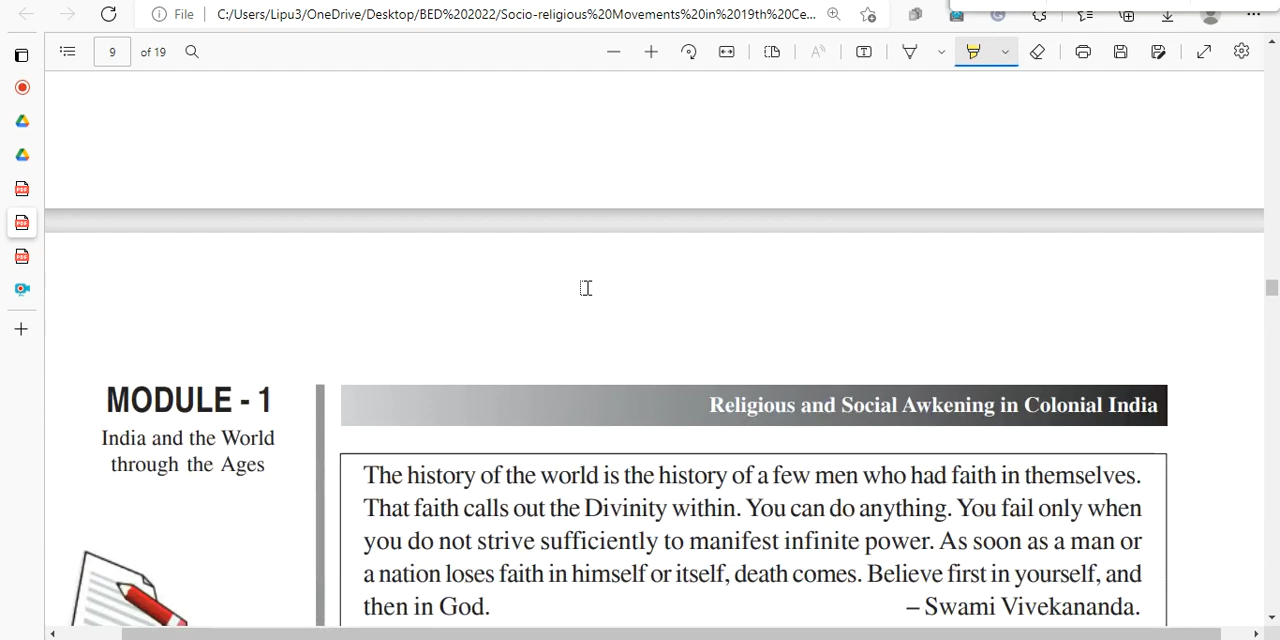 File
C:/Users/Lipu3/OneDrive/Desktop/BED%202022/Socio-religious%20Movements%20in%2019th%20Ce...
9 of 19
MODULE - 1
India and the World
through the Ages
Religious and Social Awkening in Colonial India
The history of the world is the history of a few men who had faith in themselves.
That faith calls out the Divinity within. You can do anything. You fail only when
you do not strive sufficiently to manifest infinite power. As soon as a man or
a nation loses faith in himself or itself, death comes. Believe first in yourself, and
then in God. – Swami Vivekananda.